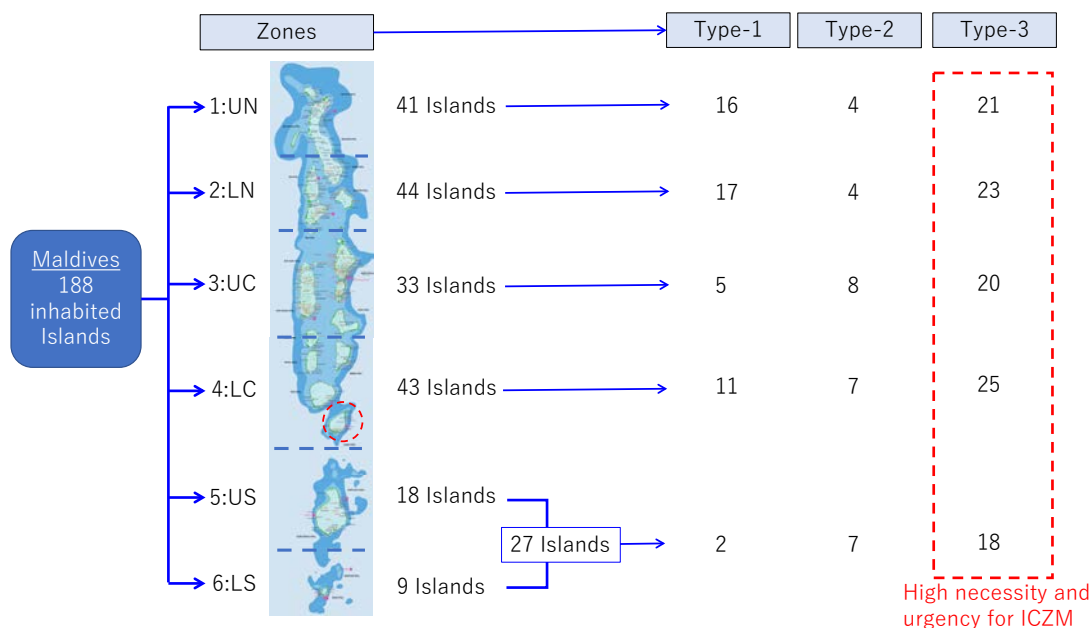 Zones
Type-1
Type-2
Type-3
Maldives
188
inhabited
Islands
1:UN
41 Islands
16
4
21
2:LN
44 Islands
17
4
23
3:UC
33 Islands
5
8
20
4:LC
43 Islands
11
7
25
5:US
18 Islands
27 Islands
2
7
18
6:LS
9 Islands
High necessity and
urgency for ICZM